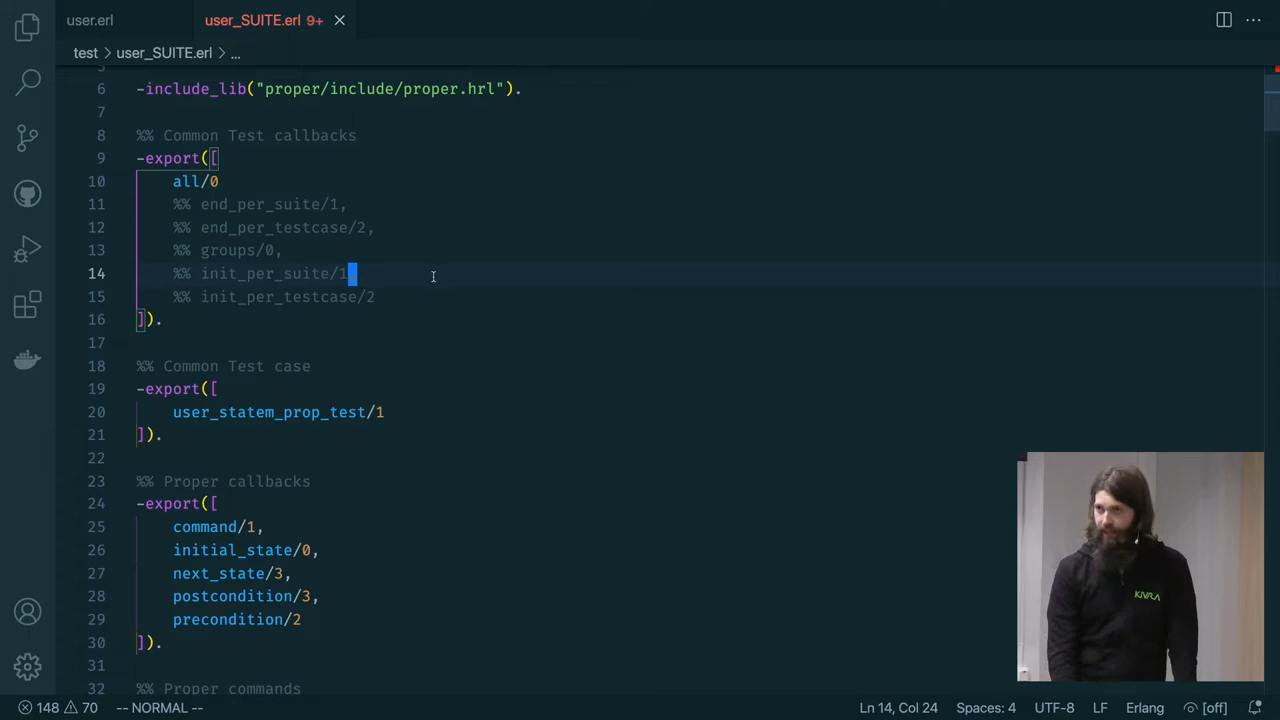 user.erl
user_SUITE.erl 9+
test > user_SUITE.erl > ...
5
6 -include_lib("proper/include/proper.hrl").
7
8 %% Common Test callbacks
9 -export([
10 all/0
11 %% end_per_suite/1,
12 %% end_per_testcase/2,
13 %% groups/0,
14 %% init_per_suite/1,
15 %% init_per_testcase/2
16 ]).
17
18 %% Common Test case
19 -export([
20 user_statem_prop_test/1
21 ]).
22
23 %% Proper callbacks
24 -export([
25 command/1,
26 initial_state/0,
27 next_state/3,
28 postcondition/3,
29 precondition/2
30 ]).
31
32 %% Proper commands
KIVRA
148 70 -- NORMAL -- Ln 14, Col 24 Spaces: 4 UTF-8 LF Erlang [off]